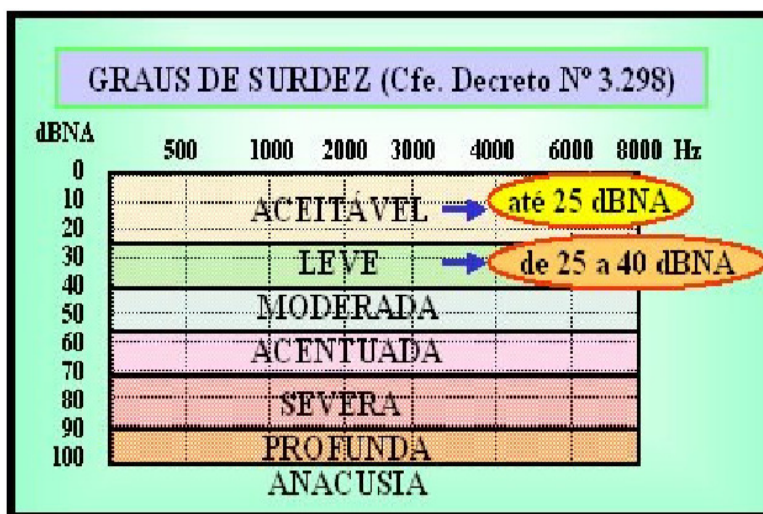 GRAUS DE SURDEZ (Cfe. Decreto Nº 3.298)
dBNA
500 1000 2000 3000 4000 6000 8000 Hz
0
10
20
30
40
50
60
70
80
90
100
ACEITÁVEL
até 25 dBNA
LEVE
de 25 a 40 dBNA
MODERADA
ACENTUADA
SEVERA
PROFUNDA
ANACUSIA